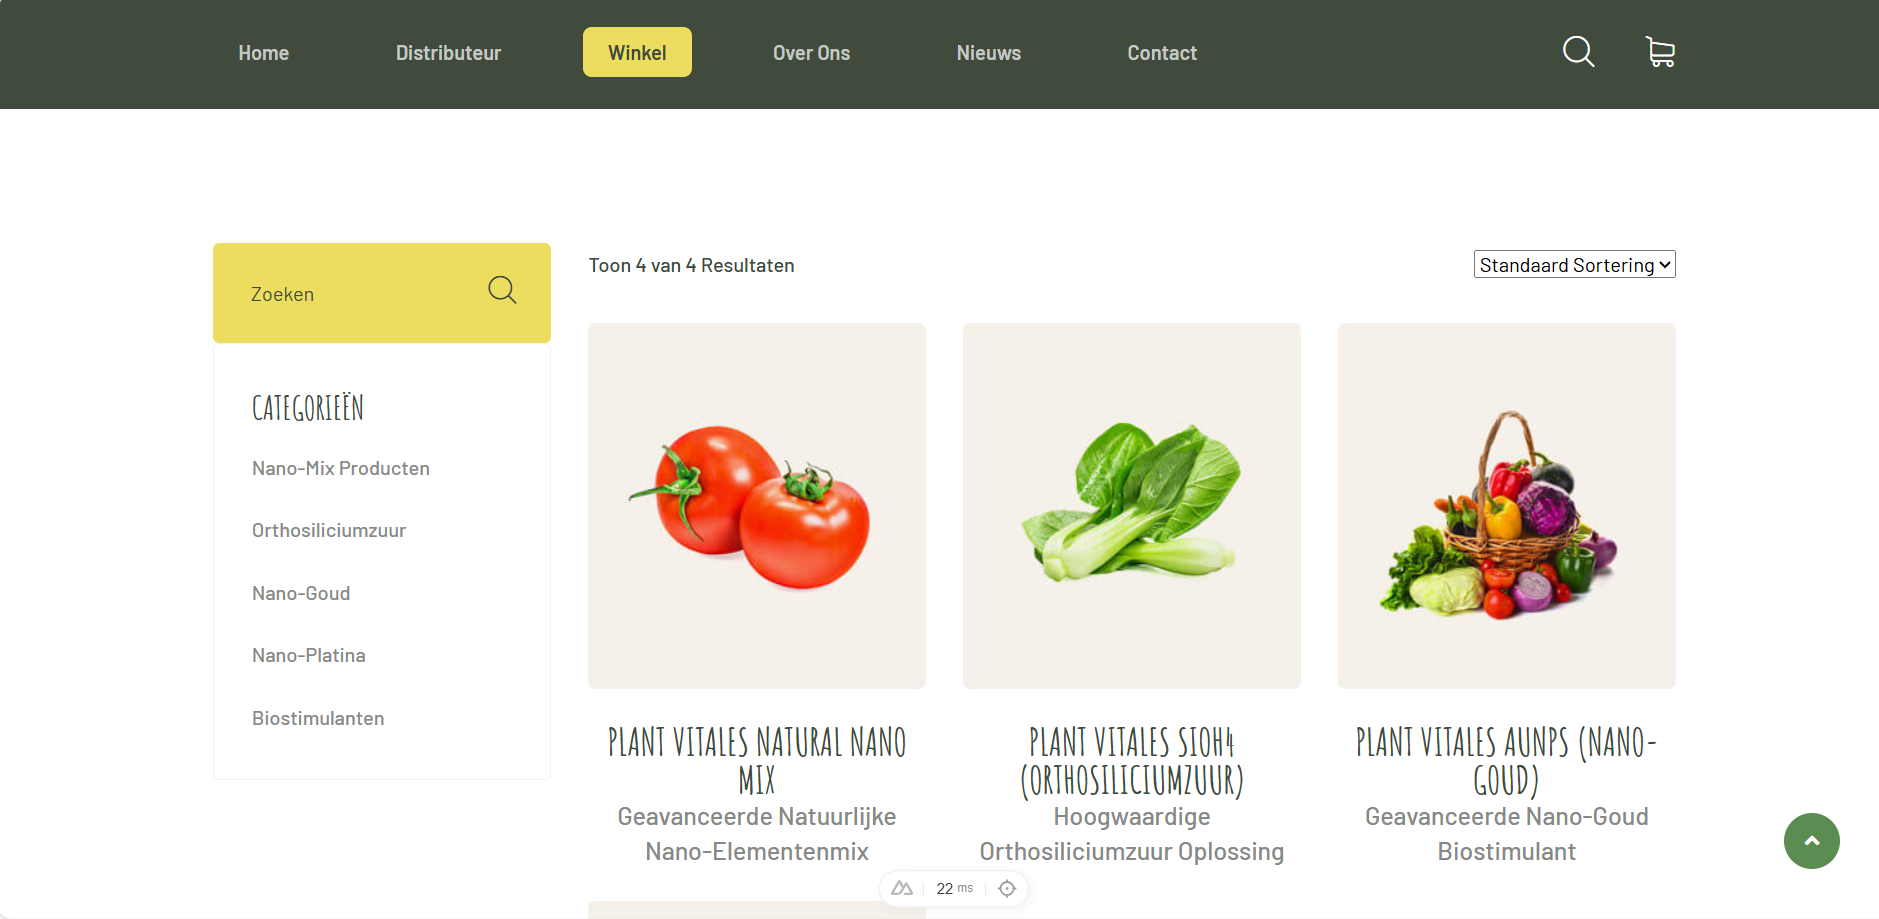 Home Distributeur Winkel Over Ons Nieuws Contact
Zoeken
CATEGORIEËN
Nano-Mix Producten
Orthosiliciumzuur
Nano-Goud
Nano-Platina
Biostimulanten
Toon 4 van 4 Resultaten
Standaard Sortering
PLANT VITALES NATURAL NANO
MIX
Geavanceerde Natuurlijke
Nano-Elementenmix
PLANT VITALES SIOH4
(ORTHOSILICIUMZUUR)
Hoogwaardige
Orthosiliciumzuur Oplossing
PLANT VITALES AUNPS (NANO-
GOUD)
Geavanceerde Nano-Goud
Biostimulant
22 ms